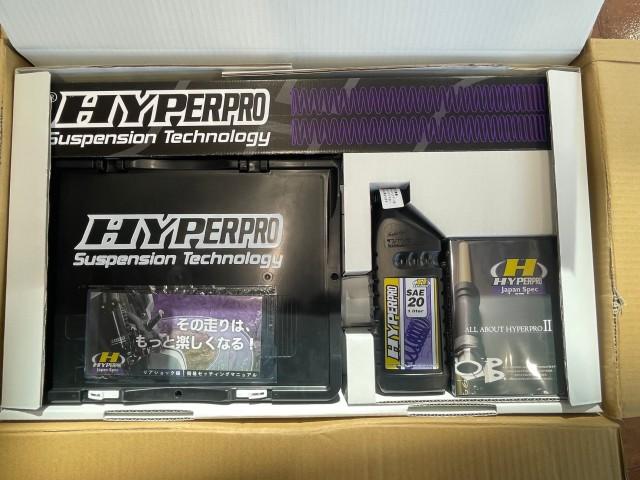 HYPERPRO
Suspension Technology
HYPERPRO
Suspension Technology
その走りは、
もっと楽しくなる!
H
HYPERPRO
Japan Spec
HYPERPRO
SAE
20
1 liter
H
HYPERPRO
Japan Spec
ALL ABOUT HYPERPRO II